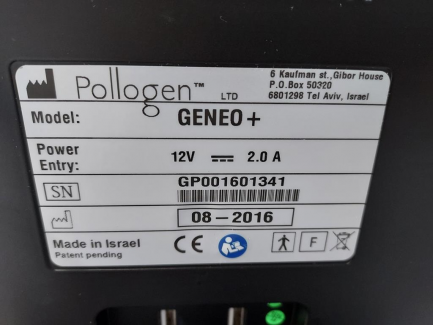 Pollogen™ LTD
6 Kaufman st.,Gibor House
P.O.Box 50320
6801298 Tel Aviv, Israel
Model: GENEO+
Power Entry: 12V 2.0 A
SN GP001601341
08-2016
Made in Israel
Patent pending
CE
F